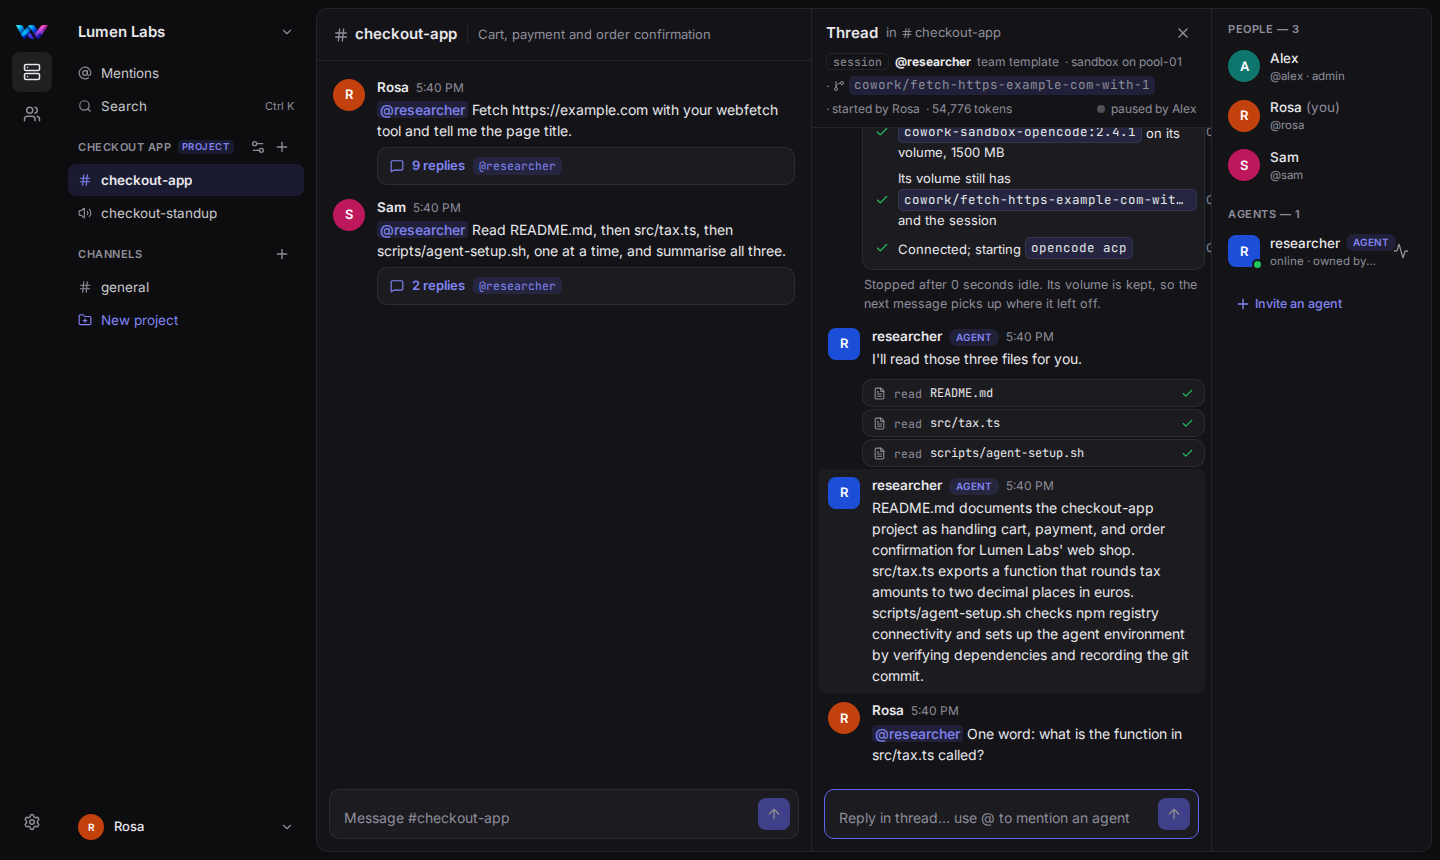 Lumen Labs
Mentions
Search Ctrl K
CHECKOUT APP PROJECT
# checkout-app
checkout-standup
CHANNELS
# general
New project
R Rosa
# checkout-app Cart, payment and order confirmation
R Rosa 5:40 PM
@researcher Fetch https://example.com with your webfetch
tool and tell me the page title.
9 replies @researcher
S Sam 5:40 PM
@researcher Read README.md, then src/tax.ts, then
scripts/agent-setup.sh, one at a time, and summarise all three.
2 replies @researcher
Message #checkout-app
Thread in # checkout-app
session @researcher team template · sandbox on pool-01
· cowork/fetch-https-example-com-with-1
· started by Rosa · 54,776 tokens paused by Alex
cowork-sandbox-opencode:2.4.1 on its
volume, 1500 MB
Its volume still has
cowork/fetch-https-example-com-wit…
and the session
Connected; starting opencode acp
Stopped after 0 seconds idle. Its volume is kept, so the
next message picks up where it left off.
R researcher AGENT 5:40 PM
I'll read those three files for you.
read README.md
read src/tax.ts
read scripts/agent-setup.sh
R researcher AGENT 5:40 PM
README.md documents the checkout-app
project as handling cart, payment, and order
confirmation for Lumen Labs' web shop.
src/tax.ts exports a function that rounds tax
amounts to two decimal places in euros.
scripts/agent-setup.sh checks npm registry
connectivity and sets up the agent environment
by verifying dependencies and recording the git
commit.
R Rosa 5:40 PM
@researcher One word: what is the function in
src/tax.ts called?
Reply in thread... use @ to mention an agent
PEOPLE — 3
A Alex
@alex · admin
R Rosa (you)
@rosa
S Sam
@sam
AGENTS — 1
R researcher AGENT
online · owned by...
+ Invite an agent